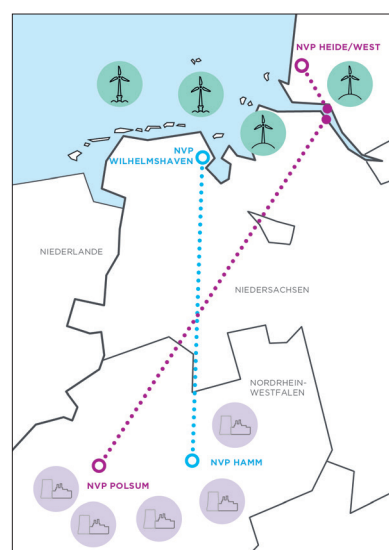 NVP HEIDE/WEST
NVP
WILHELMSHAVEN
NIEDERLANDE
NIEDERSACHSEN
NORDRHEIN-
WESTFALEN
NVP HAMM
NVP POLSUM